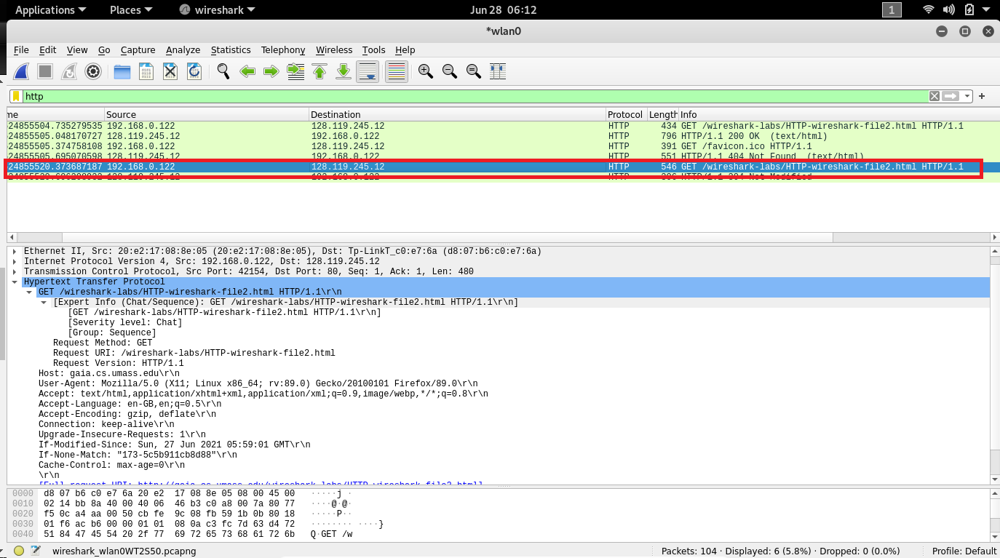 Applications Places wireshark Jun 28 06:12 1
*wlan0
File Edit View Go Capture Analyze Statistics Telephony Wireless Tools Help
http
me Source Destination Protocol Length Info
24855504.735279535 192.168.0.122 128.119.245.12 HTTP 434 GET /wireshark-labs/HTTP-wireshark-file2.html HTTP/1.1
24855505.048170727 128.119.245.12 192.168.0.122 HTTP 796 HTTP/1.1 200 OK (text/html)
24855505.374758108 192.168.0.122 128.119.245.12 HTTP 391 GET /favicon.ico HTTP/1.1
24855505.695070598 128.119.245.12 192.168.0.122 HTTP 551 HTTP/1.1 404 Not Found (text/html)
24855520.373687187 192.168.0.122 128.119.245.12 HTTP 546 GET /wireshark-labs/HTTP-wireshark-file2.html HTTP/1.1
128.119.245.12 192.168.0.122 HTTP HTTP/1.1 304 Not Modified
Ethernet II, Src: 20:e2:17:08:8e:05 (20:e2:17:08:8e:05), Dst: Tp-LinkT_c0:e7:6a (d8:07:b6:c0:e7:6a)
Internet Protocol Version 4, Src: 192.168.0.122, Dst: 128.119.245.12
Transmission Control Protocol, Src Port: 42154, Dst Port: 80, Seq: 1, Ack: 1, Len: 480
Hypertext Transfer Protocol
GET /wireshark-labs/HTTP-wireshark-file2.html HTTP/1.1\r\n
[Expert Info (Chat/Sequence): GET /wireshark-labs/HTTP-wireshark-file2.html HTTP/1.1\r\n]
[GET /wireshark-labs/HTTP-wireshark-file2.html HTTP/1.1\r\n]
[Severity level: Chat]
[Group: Sequence]
Request Method: GET
Request URI: /wireshark-labs/HTTP-wireshark-file2.html
Request Version: HTTP/1.1
Host: gaia.cs.umass.edu\r\n
User-Agent: Mozilla/5.0 (X11; Linux x86_64; rv:89.0) Gecko/20100101 Firefox/89.0\r\n
Accept: text/html,application/xhtml+xml,application/xml;q=0.9,image/webp,*/*;q=0.8\r\n
Accept-Language: en-GB,en;q=0.5\r\n
Accept-Encoding: gzip, deflate\r\n
Connection: keep-alive\r\n
Upgrade-Insecure-Requests: 1\r\n
If-Modified-Since: Sun, 27 Jun 2021 05:59:01 GMT\r\n
If-None-Match: "173-5c5b911cb8d88"\r\n
Cache-Control: max-age=0\r\n
\r\n
[Full request URI: http://gaia.cs.umass.edu/wireshark-labs/HTTP-wireshark-file2.html]
0000 d8 07 b6 c0 e7 6a 20 e2 17 08 8e 05 08 00 45 00 ·····j ·
0010 02 14 bb 8a 40 00 40 06 46 b3 c0 a8 00 7a 80 77 ····@·@·
0020 f5 0c a4 aa 00 50 cb fe 9c 08 fb 59 1b 0b 80 18 ·····P··
0030 01 f6 ac b6 00 00 01 01 08 0a c3 fc 7d 63 d4 72 ········ ····}
0040 51 84 47 45 54 20 2f 77 69 72 65 73 68 61 72 6b Q·GET /w
wireshark_wlan0WT2S50.pcapng Packets: 104 · Displayed: 6 (5.8%) · Dropped: 0 (0.0%) Profile: Default